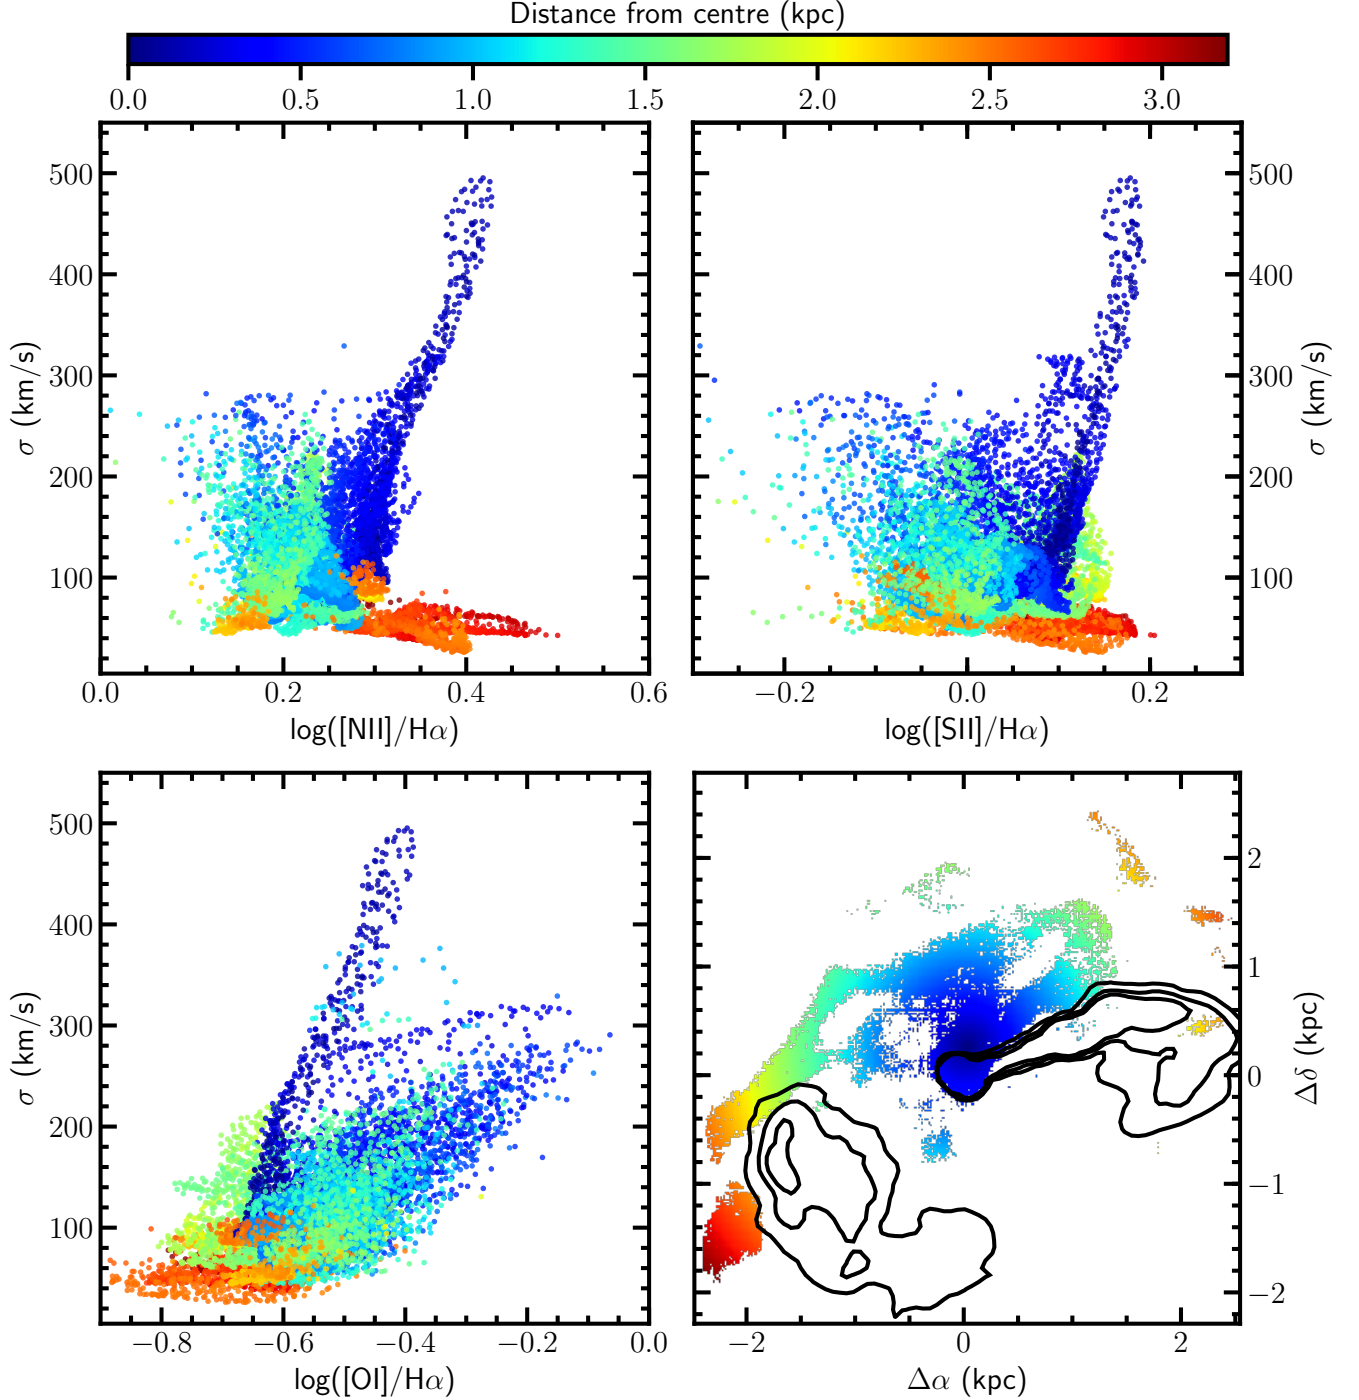 Distance from centre (kpc)
0.0 0.5 1.0 1.5 2.0 2.5 3.0
500
400
300
200
100
σ (km/s)
0.0 0.2 0.4 0.6
log([NII]/Hα)
500
400
300
200
100
σ (km/s)
−0.2 0.0 0.2
log([SII]/Hα)
500
400
300
200
100
σ (km/s)
−0.8 −0.6 −0.4 −0.2 0.0
log([OI]/Hα)
2
1
0
−1
−2
Δδ (kpc)
−2 0 2
Δα (kpc)